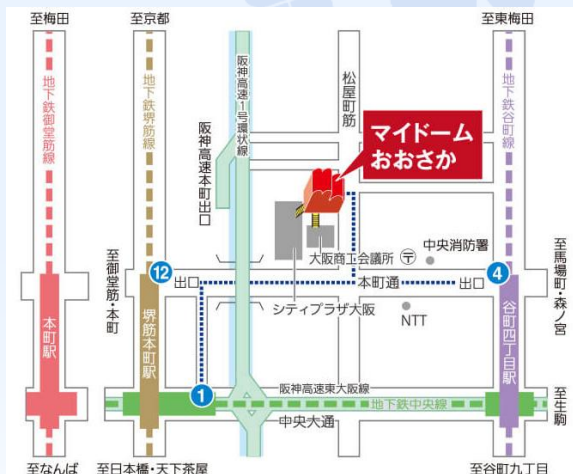 至梅田
至京都
至東梅田
地下鉄御堂筋線
地下鉄堺筋線
阪神高速1号環状線
阪神高速本町出口
松屋町筋
地下鉄谷町線
マイドーム
おおさか
大阪商工会議所
〒
中央消防署
至御堂筋・本町
12
出口
本町通
出口
4
至馬場町・森ノ宮
シティプラザ大阪
NTT
本町駅
堺筋本町駅
谷町四丁目駅
1
阪神高速東大阪線
地下鉄中央線
至生駒
中央大通
至なんば
至日本橋・天下茶屋
至谷町九丁目